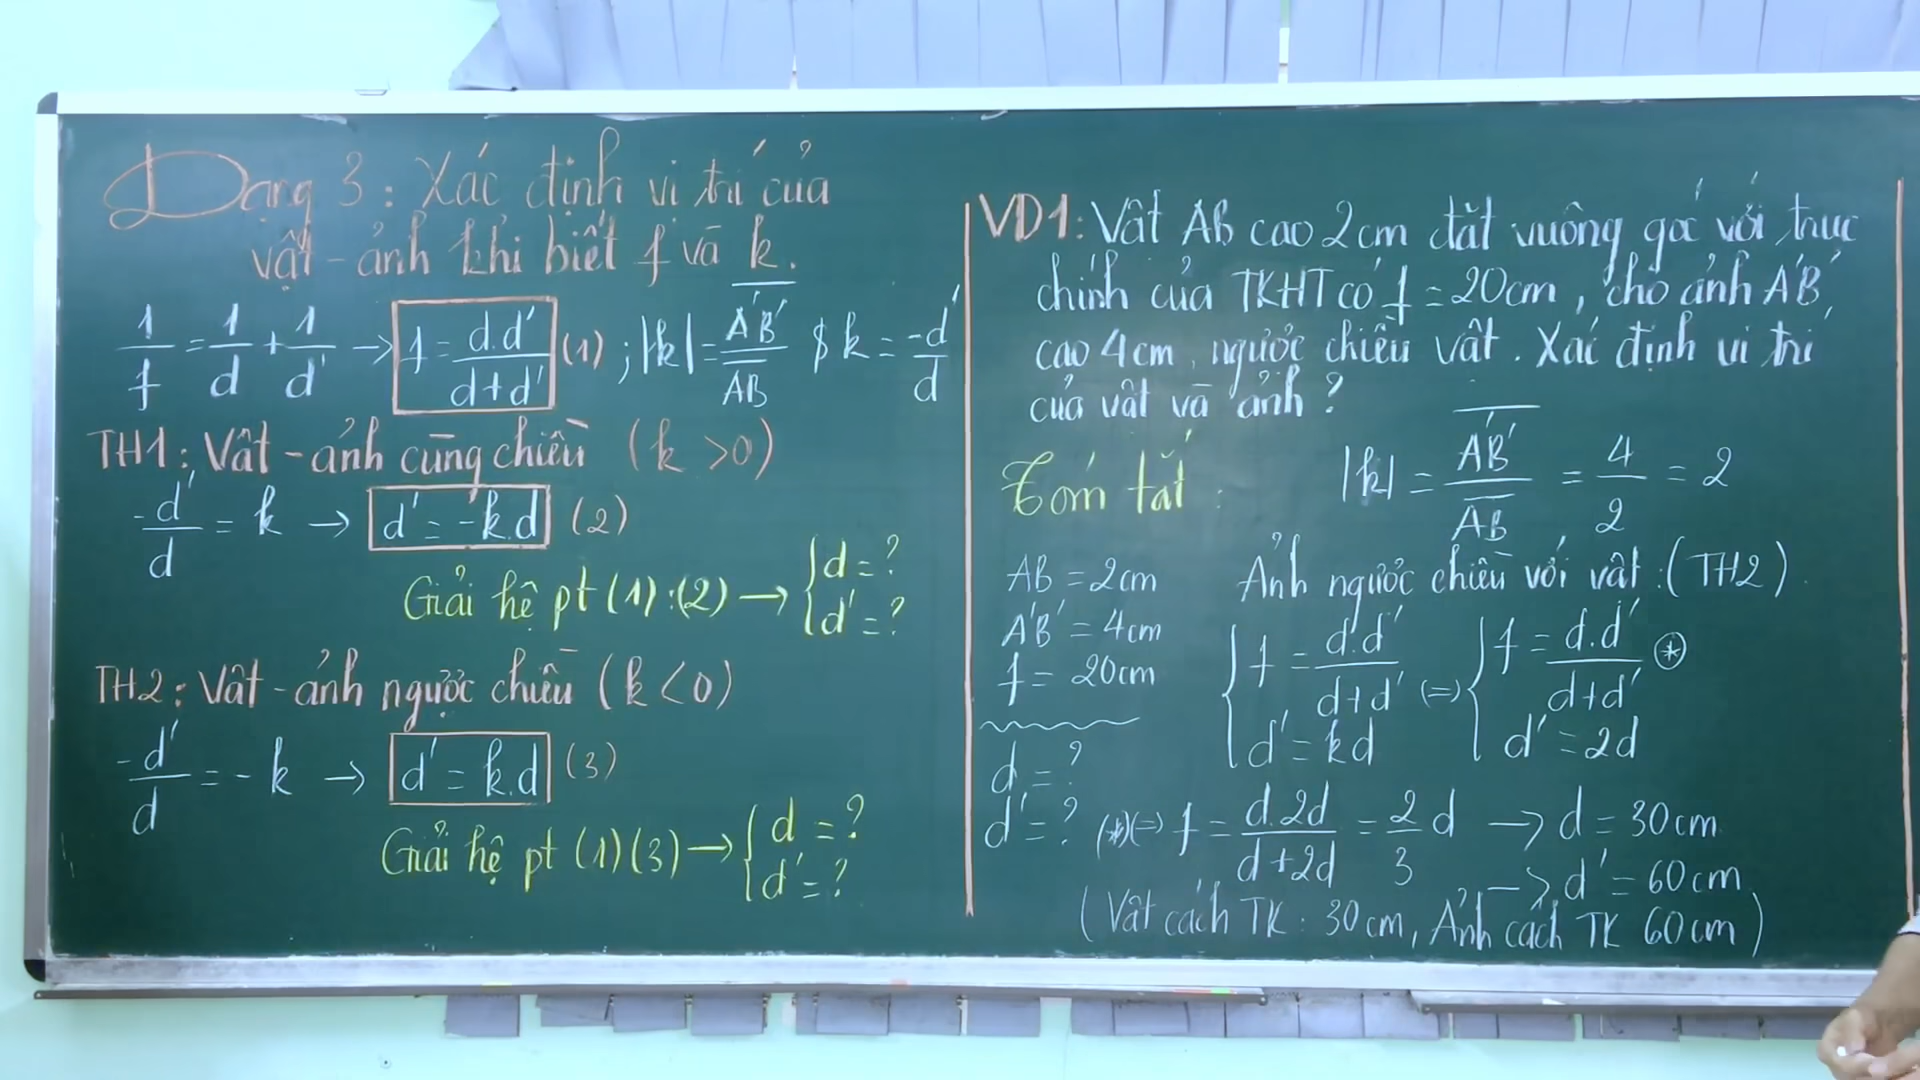 Dạng 3: Xác định vị trí của
vật - ảnh khi biết f và k.
1/f = 1/d + 1/d' → f = d.d'/(d+d') (1) ; |k| = A'B'/AB $ k = -d'/d
TH1: Vật - ảnh cùng chiều (k > 0)
-d'/d = k → d' = -k.d (2)
Giải hệ pt (1):(2) → { d = ?
d' = ?
TH2: Vật - ảnh ngược chiều (k < 0)
-d'/d = - k → d' = k.d (3)
Giải hệ pt (1)(3) → { d = ?
d' = ?
VD1: Vật AB cao 2cm đặt vuông góc với trục
chính của TKHT có f = 20cm, cho ảnh A'B'
cao 4cm, ngược chiều vật. Xác định vị trí
của vật và ảnh ?
Tóm tắt :
AB = 2cm
A'B' = 4cm
f = 20cm
d = ?
d' = ?
|k| = A'B'/AB = 4/2 = 2
Ảnh ngược chiều với vật: (TH2)
{ f = d.d'/(d+d') (=) { f = d.d'/(d+d') (*)
d' = kd d' = 2d
(*)(=) f = d.2d/(d+2d) = 2/3 d → d = 30cm
→ d' = 60cm
(Vật cách TK: 30cm, Ảnh cách TK 60cm)